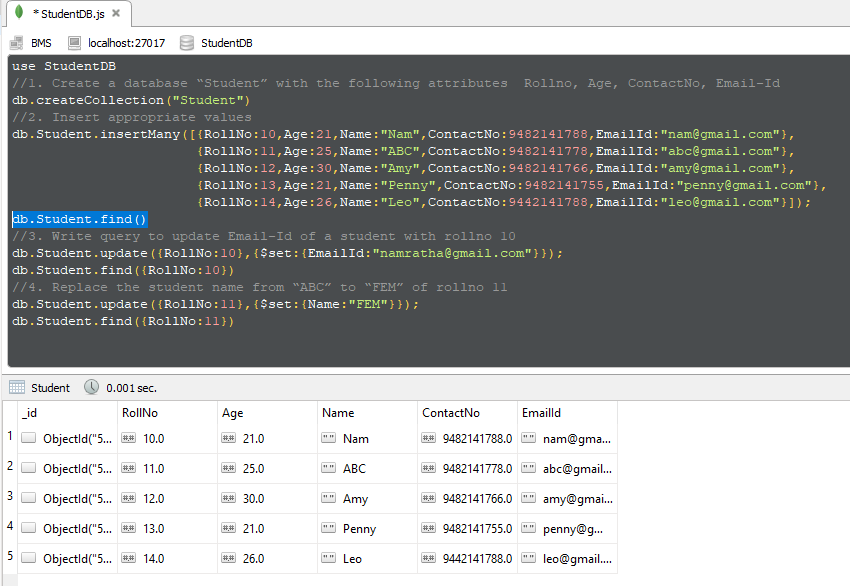 * StudentDB.js
BMS localhost:27017 StudentDB
use StudentDB
//1. Create a database “Student” with the following attributes  Rollno, Age, ContactNo, Email-Id
db.createCollection("Student")
//2. Insert appropriate values
db.Student.insertMany([{RollNo:10,Age:21,Name:"Nam",ContactNo:9482141788,EmailId:"nam@gmail.com"},
{RollNo:11,Age:25,Name:"ABC",ContactNo:9482141778,EmailId:"abc@gmail.com"},
{RollNo:12,Age:30,Name:"Amy",ContactNo:9482141766,EmailId:"amy@gmail.com"},
{RollNo:13,Age:21,Name:"Penny",ContactNo:9482141755,EmailId:"penny@gmail.com"},
{RollNo:14,Age:26,Name:"Leo",ContactNo:9442141788,EmailId:"leo@gmail.com"}]);
db.Student.find()
//3. Write query to update Email-Id of a student with rollno 10
db.Student.update({RollNo:10},{$set:{EmailId:"namratha@gmail.com"}});
db.Student.find({RollNo:10})
//4. Replace the student name from “ABC” to “FEM” of rollno 11
db.Student.update({RollNo:11},{$set:{Name:"FEM"}});
db.Student.find({RollNo:11})
Student 0.001 sec.
_id RollNo Age Name ContactNo EmailId
1 ObjectId("5... ## 10.0 ## 21.0 "" Nam ## 9482141788.0 "" nam@gma...
2 ObjectId("5... ## 11.0 ## 25.0 "" ABC ## 9482141778.0 "" abc@gmail...
3 ObjectId("5... ## 12.0 ## 30.0 "" Amy ## 9482141766.0 "" amy@gmai...
4 ObjectId("5... ## 13.0 ## 21.0 "" Penny ## 9482141755.0 "" penny@g...
5 ObjectId("5... ## 14.0 ## 26.0 "" Leo ## 9442141788.0 "" leo@gmail....